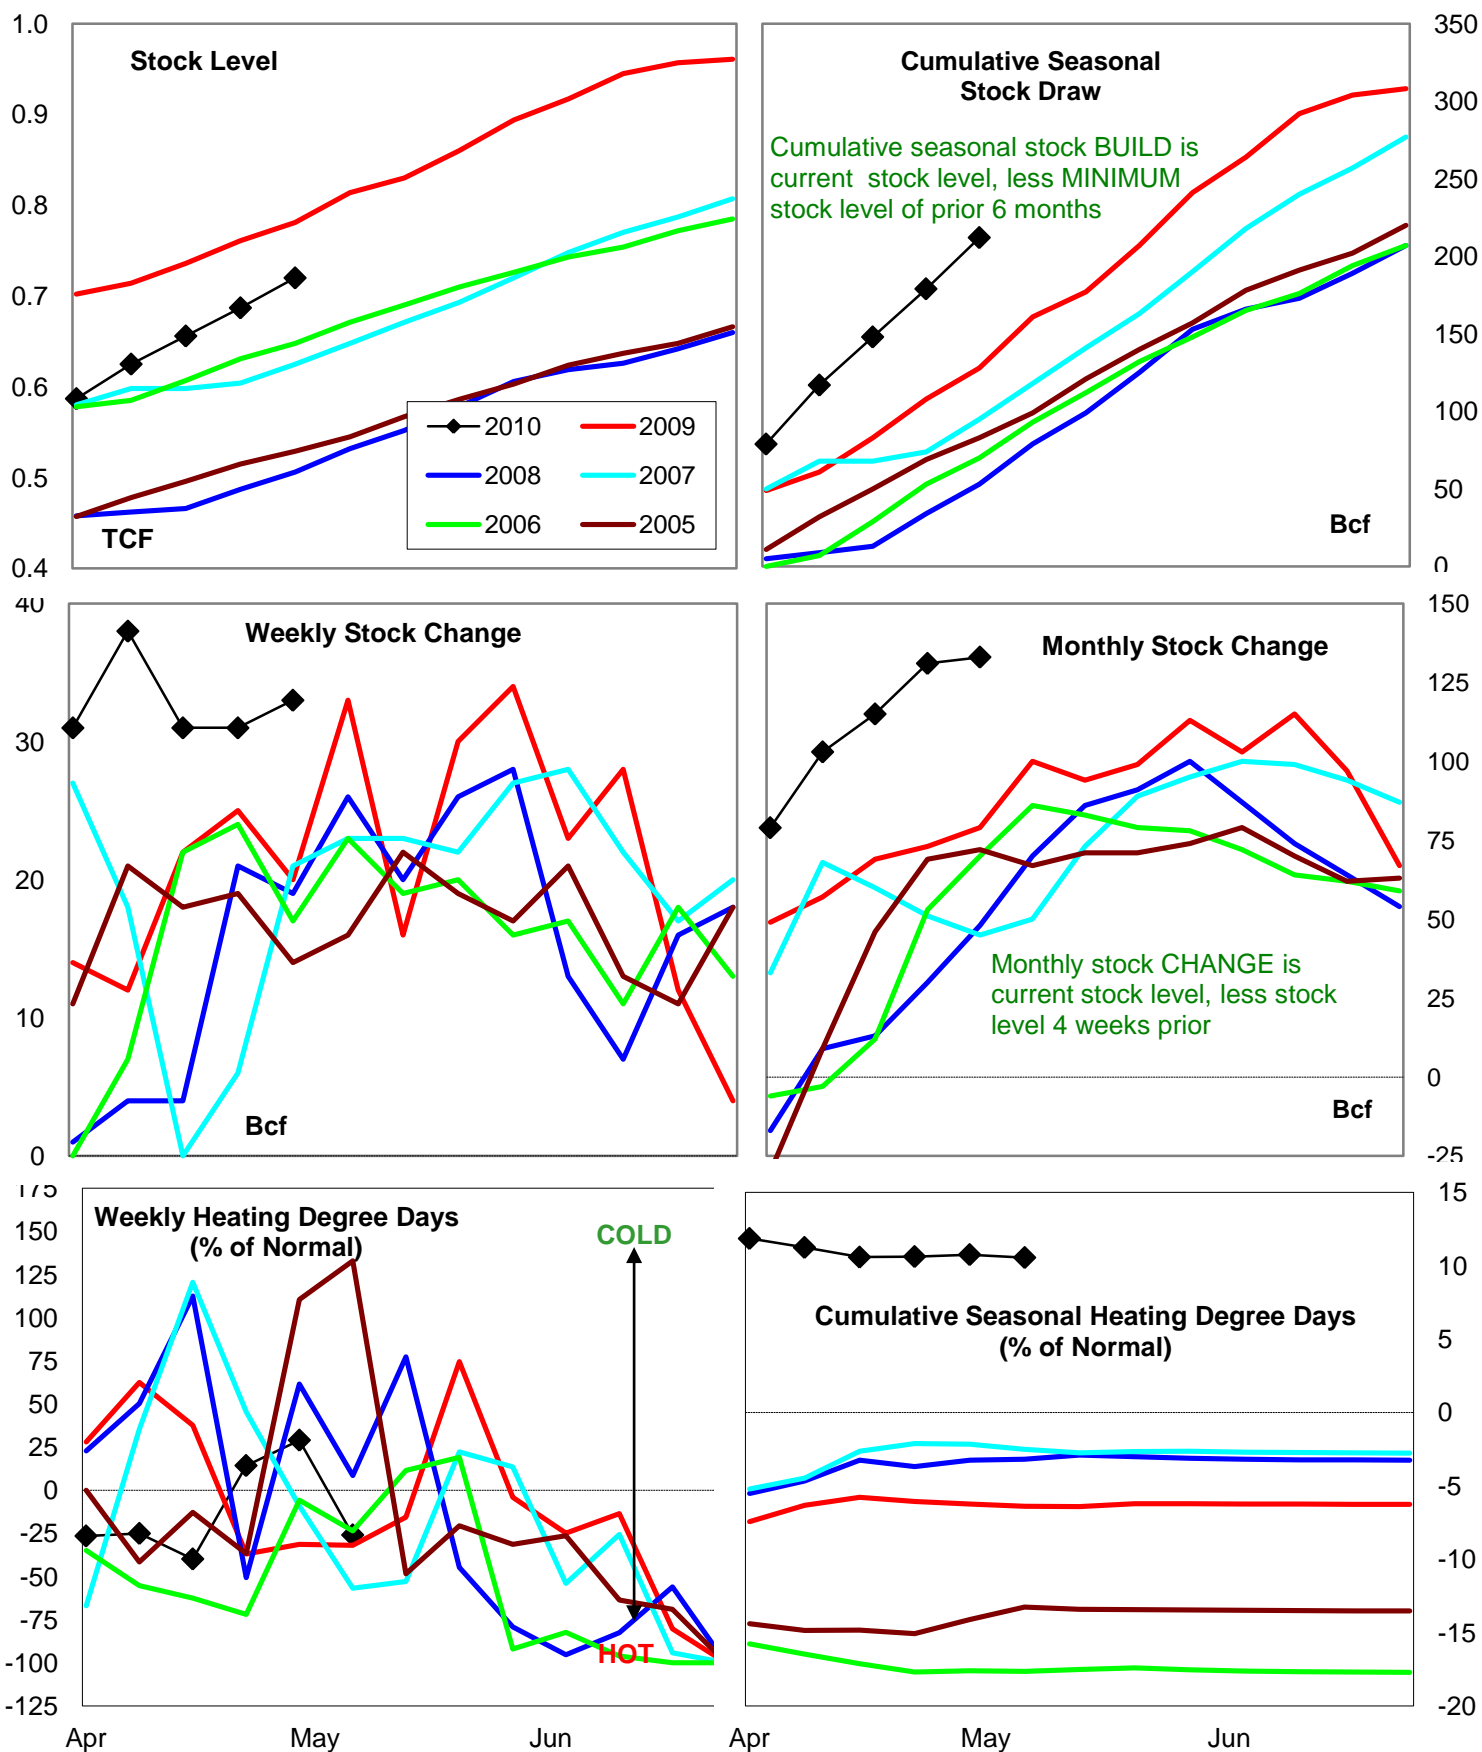 1.0
0.9
0.8
0.7
0.6
0.5
0.4
Stock Level
TCF
2010
2009
2008
2007
2006
2005
350
300
250
200
150
100
50
0
Cumulative Seasonal
Stock Draw
Cumulative seasonal stock BUILD is
current stock level, less MINIMUM
stock level of prior 6 months
Bcf
40
30
20
10
0
Weekly Stock Change
Bcf
150
125
100
75
50
25
0
-25
Monthly Stock Change
Monthly stock CHANGE is
current stock level, less stock
level 4 weeks prior
Bcf
175
150
125
100
75
50
25
0
-25
-50
-75
-100
-125
Weekly Heating Degree Days
(% of Normal)
COLD
HOT
Apr
May
Jun
15
10
5
0
-5
-10
-15
-20
Cumulative Seasonal Heating Degree Days
(% of Normal)
Apr
May
Jun